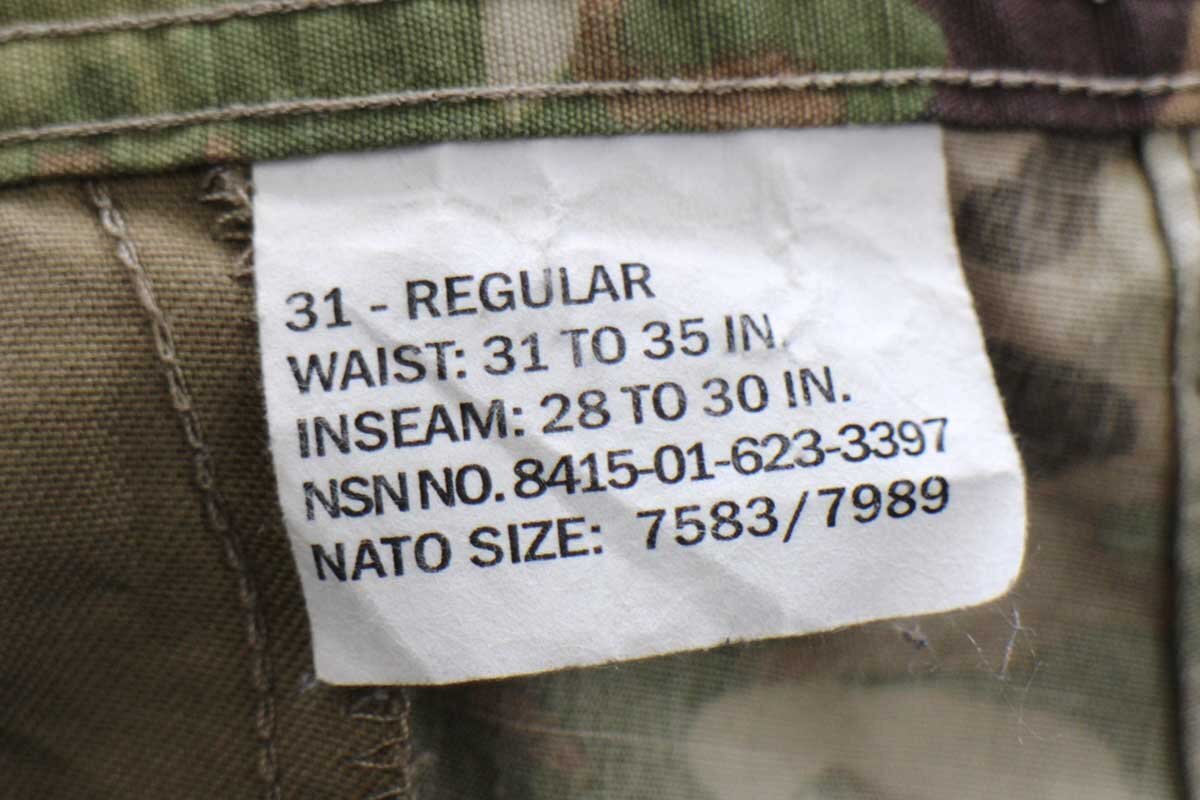 31 - REGULAR
WAIST: 31 TO 35 IN.
INSEAM: 28 TO 30 IN.
NSN NO. 8415-01-623-3397
NATO SIZE: 7583/7989